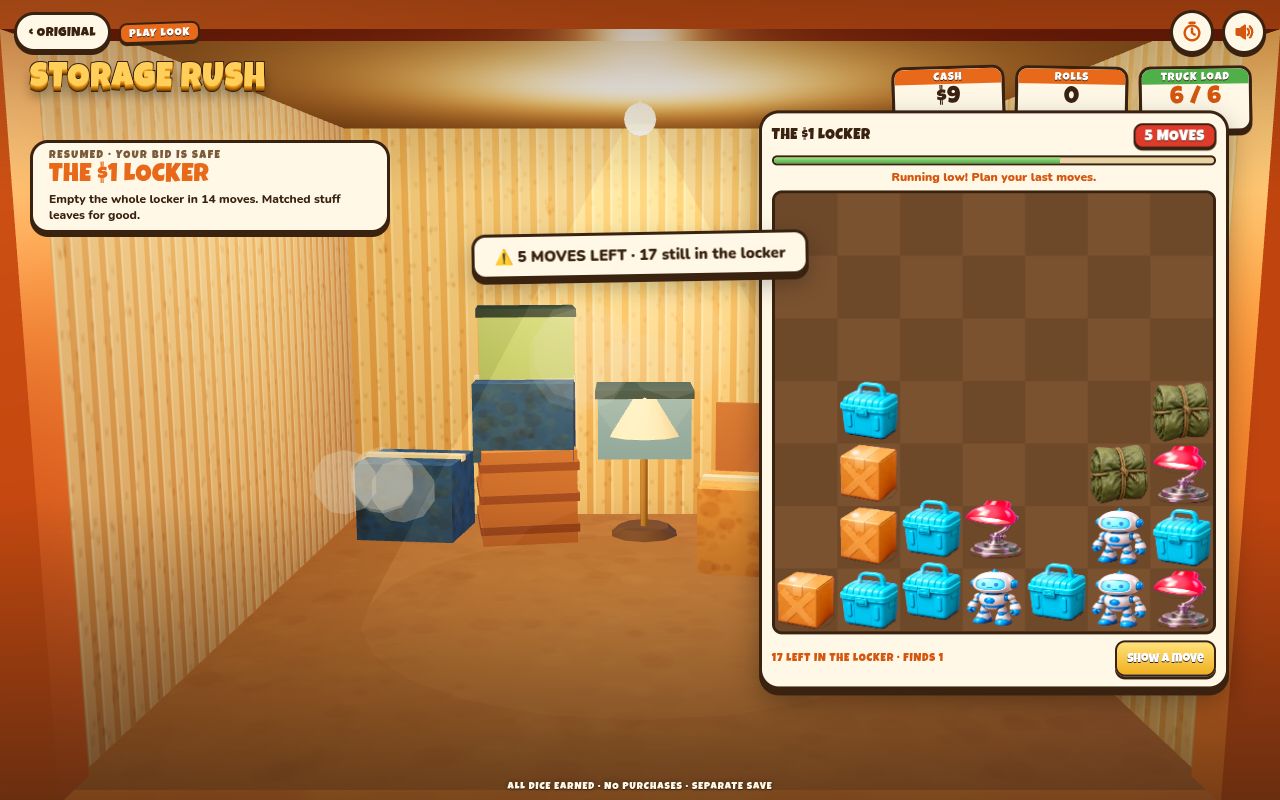 ‹ ORIGINAL
PLAY LOOK
STORAGE RUSH
CASH
$9
ROLLS
0
TRUCK LOAD
6 / 6
RESUMED · YOUR BID IS SAFE
THE $1 LOCKER
Empty the whole locker in 14 moves. Matched stuff
leaves for good.
THE $1 LOCKER
5 MOVES
Running low! Plan your last moves.
⚠️ 5 MOVES LEFT · 17 still in the locker
17 LEFT IN THE LOCKER · FINDS 1
SHOW A MOVE
ALL DICE EARNED · NO PURCHASES · SEPARATE SAVE